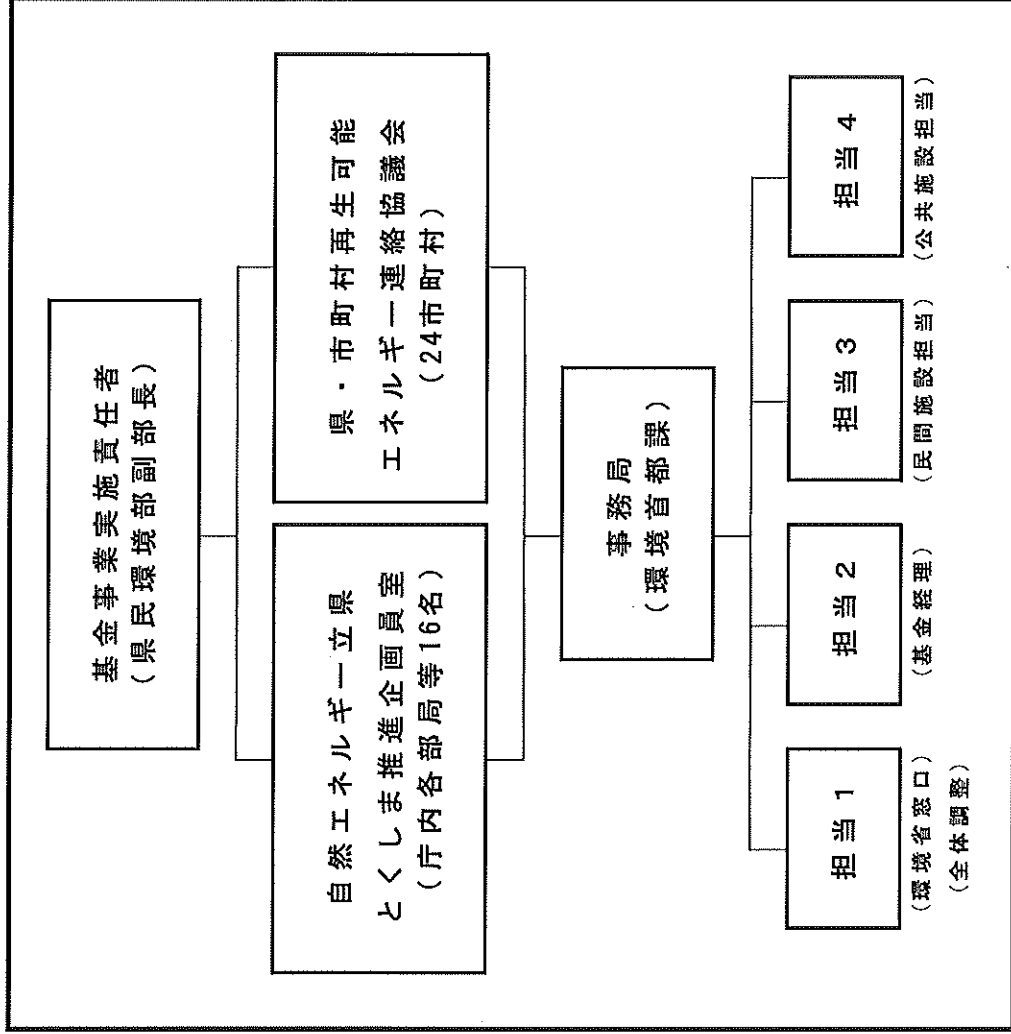 基金事業実施責任者
（県民環境部副部長）
自然エネルギー立県
とくしま推進企画員室
（庁内各部局等16名）
県・市町村再生可能
エネルギー連絡協議会
（24市町村）
事務局
（環境首都課）
担当1
（環境省窓口）
（全体調整）
担当2
（基金経理）
担当3
（民間施設担当）
担当4
（公共施設担当）